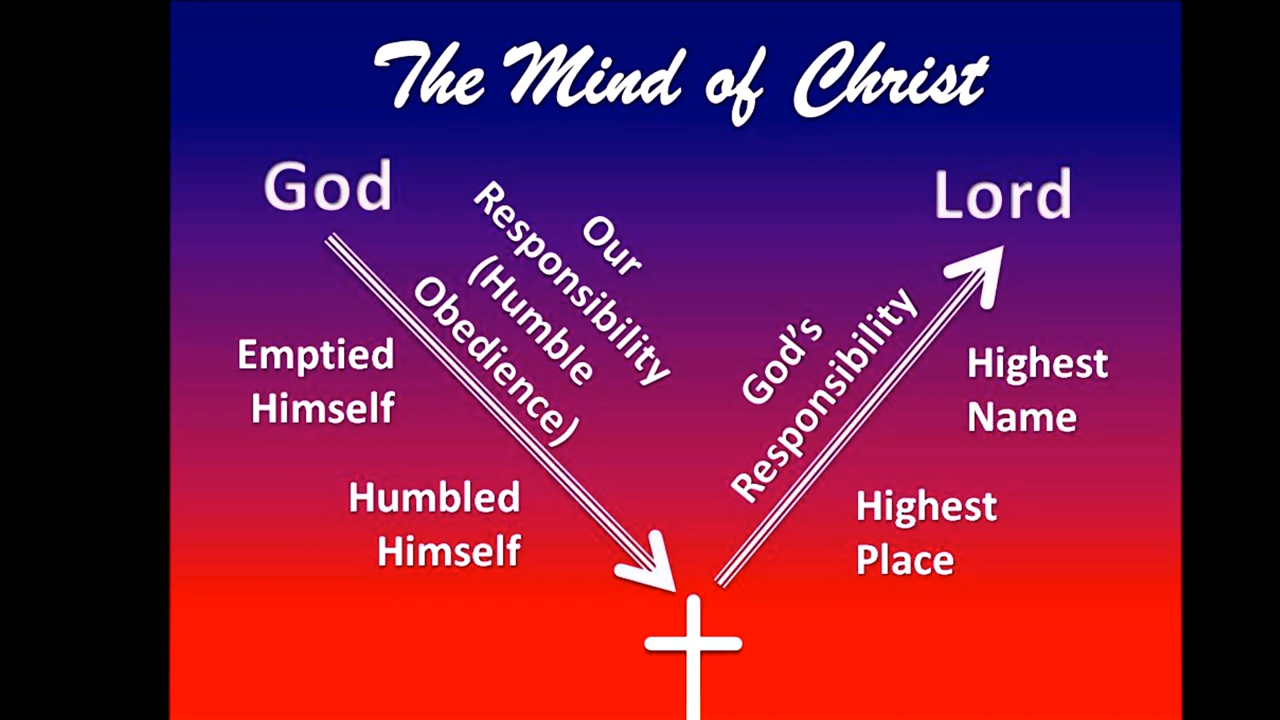 The Mind of Christ
God
Lord
Our
Responsibility
(Humble
Obedience)
God's
Responsibility
Emptied
Himself
Humbled
Himself
Highest
Name
Highest
Place